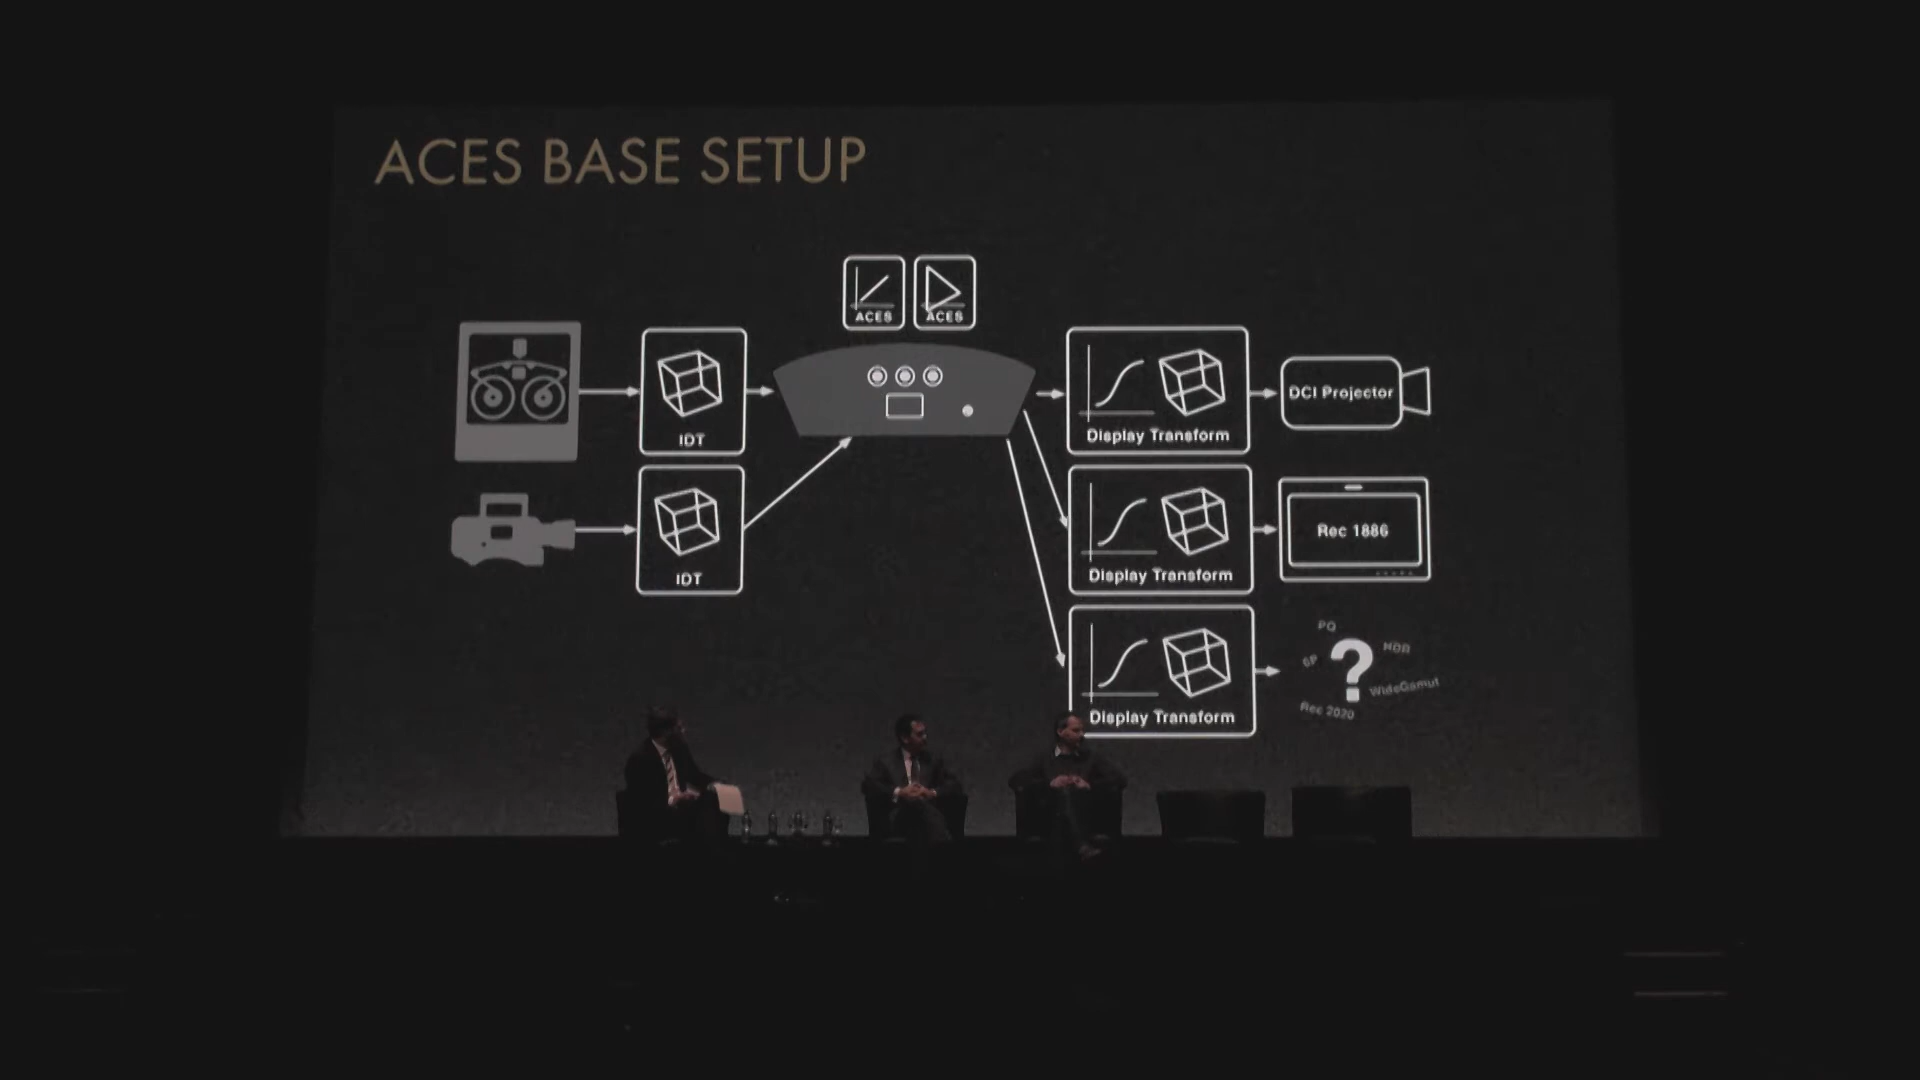 ACES BASE SETUP
ACES
ACES
IDT
Display Transform
DCI Projector
IDT
Display Transform
Rec 1886
Display Transform
PQ
HDR
6P
?
WideGamut
Rec 2020